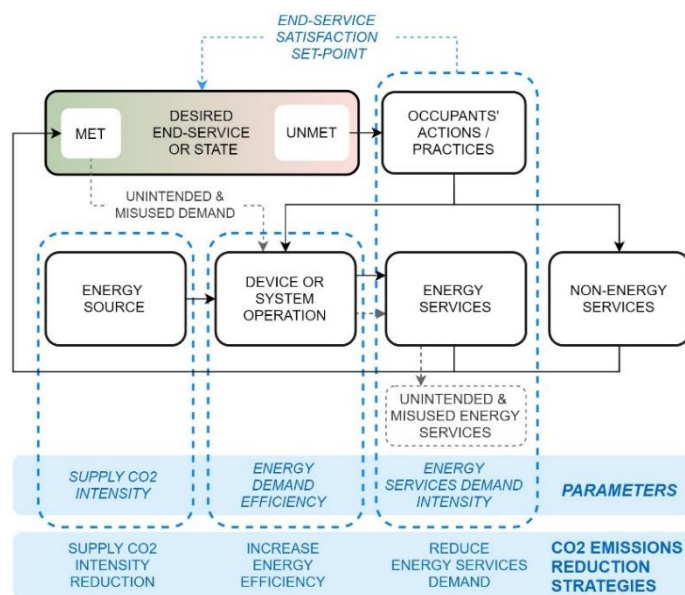 END-SERVICE
SATISFACTION
SET-POINT
MET
DESIRED
END-SERVICE
OR STATE
UNMET
OCCUPANTS'
ACTIONS /
PRACTICES
UNINTENDED &
MISUSED DEMAND
ENERGY
SOURCE
DEVICE OR
SYSTEM
OPERATION
ENERGY
SERVICES
NON-ENERGY
SERVICES
UNINTENDED &
MISUSED ENERGY
SERVICES
SUPPLY CO2
INTENSITY
ENERGY
DEMAND
EFFICIENCY
ENERGY
SERVICES DEMAND
INTENSITY
PARAMETERS
SUPPLY CO2
INTENSITY
REDUCTION
INCREASE
ENERGY
EFFICIENCY
REDUCE
ENERGY SERVICES
DEMAND
CO2 EMISSIONS
REDUCTION
STRATEGIES